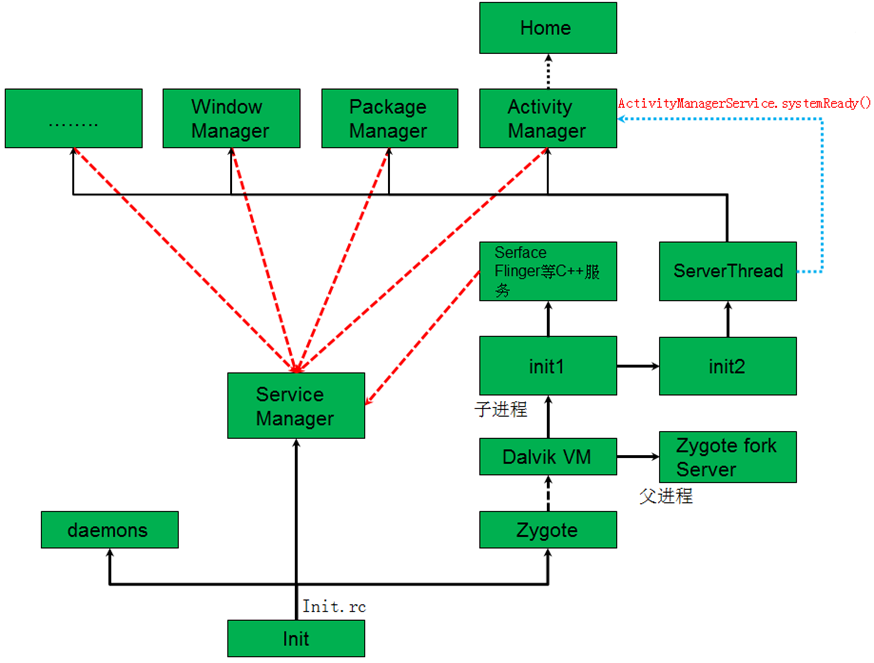 Home
........
Window
Manager
Package
Manager
Activity
Manager
ActivityManagerService.systemReady()
Serface
Flinger等C++服
务
ServerThread
init1
init2
Service
Manager
子进程
Dalvik VM
Zygote fork
Server
父进程
daemons
Zygote
Init.rc
Init